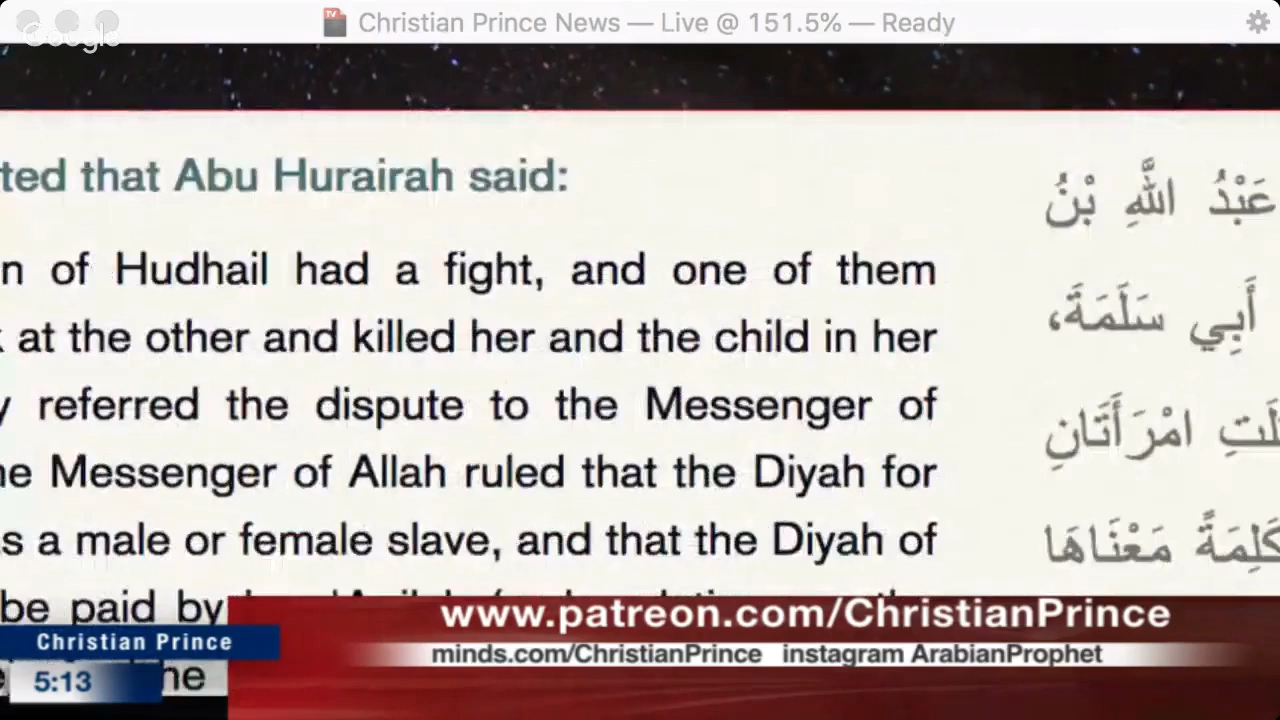 Christian Prince News — Live @ 151.5% — Ready
Google
ted that Abu Hurairah said:
n of Hudhail had a fight, and one of them
k at the other and killed her and the child in her
y referred the dispute to the Messenger of
he Messenger of Allah ruled that the Diyah for
s a male or female slave, and that the Diyah of
be paid by
عَبْدُ اللَّهِ بْنُ
أَبِي سَلَمَةَ،
لَتِ امْرَأَتَانِ
كَلِمَةً مَعْنَاهَا
www.patreon.com/ChristianPrince
minds.com/ChristianPrince instagram ArabianProphet
Christian Prince
5:13
ne